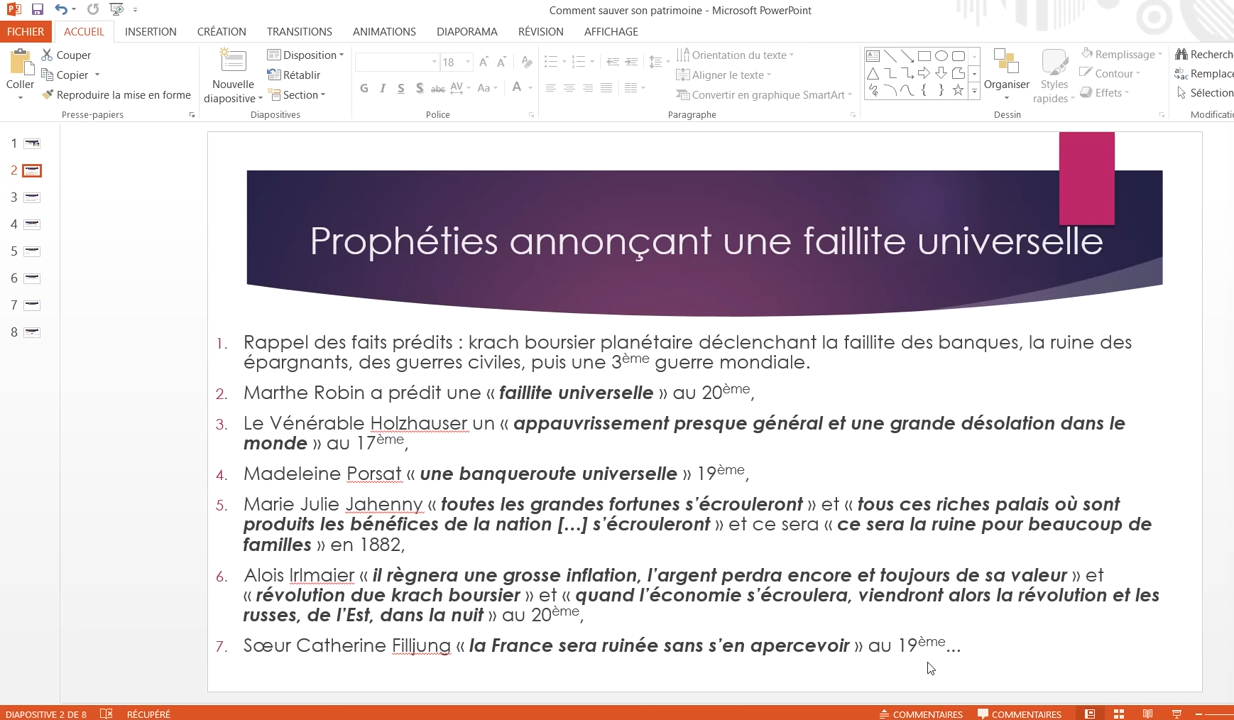 Comment sauver son patrimoine - Microsoft PowerPoint
FICHIER ACCUEIL INSERTION CRÉATION TRANSITIONS ANIMATIONS DIAPORAMA RÉVISION AFFICHAGE
Coller
Couper
Copier
Reproduire la mise en forme
Presse-papiers
Nouvelle
diapositive
Disposition
Rétablir
Section
Diapositives
18
G I S S abc AV Aa A
Police
Orientation du texte
Aligner le texte
Convertir en graphique SmartArt
Paragraphe
Organiser
Styles
rapides
Remplissage
Contour
Effets
Dessin
Recherch
Remplace
Sélection
Modificati
1
2
3
4
5
6
7
8
Prophéties annonçant une faillite universelle
1. Rappel des faits prédits : krach boursier planétaire déclenchant la faillite des banques, la ruine des
épargnants, des guerres civiles, puis une 3ème guerre mondiale.
2. Marthe Robin a prédit une « faillite universelle » au 20ème,
3. Le Vénérable Holzhauser un « appauvrissement presque général et une grande désolation dans le
monde » au 17ème,
4. Madeleine Porsat « une banqueroute universelle » 19ème,
5. Marie Julie Jahenny « toutes les grandes fortunes s’écrouleront » et « tous ces riches palais où sont
produits les bénéfices de la nation [...] s’écrouleront » et ce sera « ce sera la ruine pour beaucoup de
familles » en 1882,
6. Alois Irlmaier « il règnera une grosse inflation, l’argent perdra encore et toujours de sa valeur » et
« révolution due krach boursier » et « quand l’économie s’écroulera, viendront alors la révolution et les
russes, de l’Est, dans la nuit » au 20ème,
7. Sœur Catherine Filljung « la France sera ruinée sans s’en apercevoir » au 19ème...
DIAPOSITIVE 2 DE 8 RÉCUPÉRÉ COMMENTAIRES COMMENTAIRES